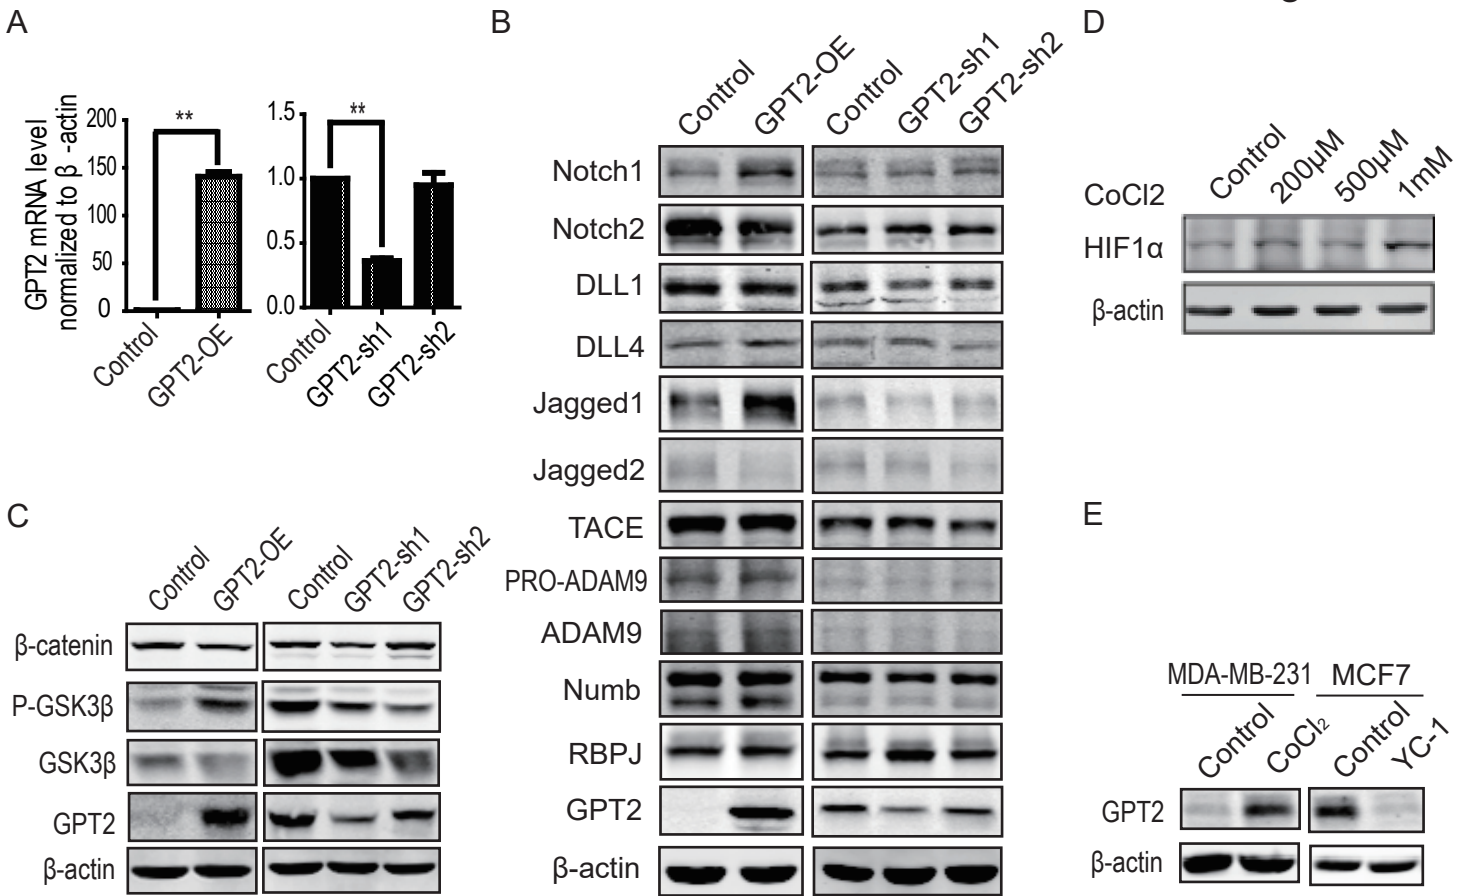 A
GPT2 mRNA level
normalized to β -actin
200
150
100
50
0
**
Control
GPT2-OE
1.5
1.0
0.5
0.0
**
Control
GPT2-sh1
GPT2-sh2
B
Control
GPT2-OE
Control
GPT2-sh1
GPT2-sh2
Notch1
Notch2
DLL1
DLL4
Jagged1
Jagged2
TACE
PRO-ADAM9
ADAM9
Numb
RBPJ
GPT2
β-actin
C
Control
GPT2-OE
Control
GPT2-sh1
GPT2-sh2
β-catenin
P-GSK3β
GSK3β
GPT2
β-actin
D
CoCl2
Control
200μM
500μM
1mM
HIF1α
β-actin
E
MDA-MB-231
MCF7
Control
CoCl₂
Control
YC-1
GPT2
β-actin